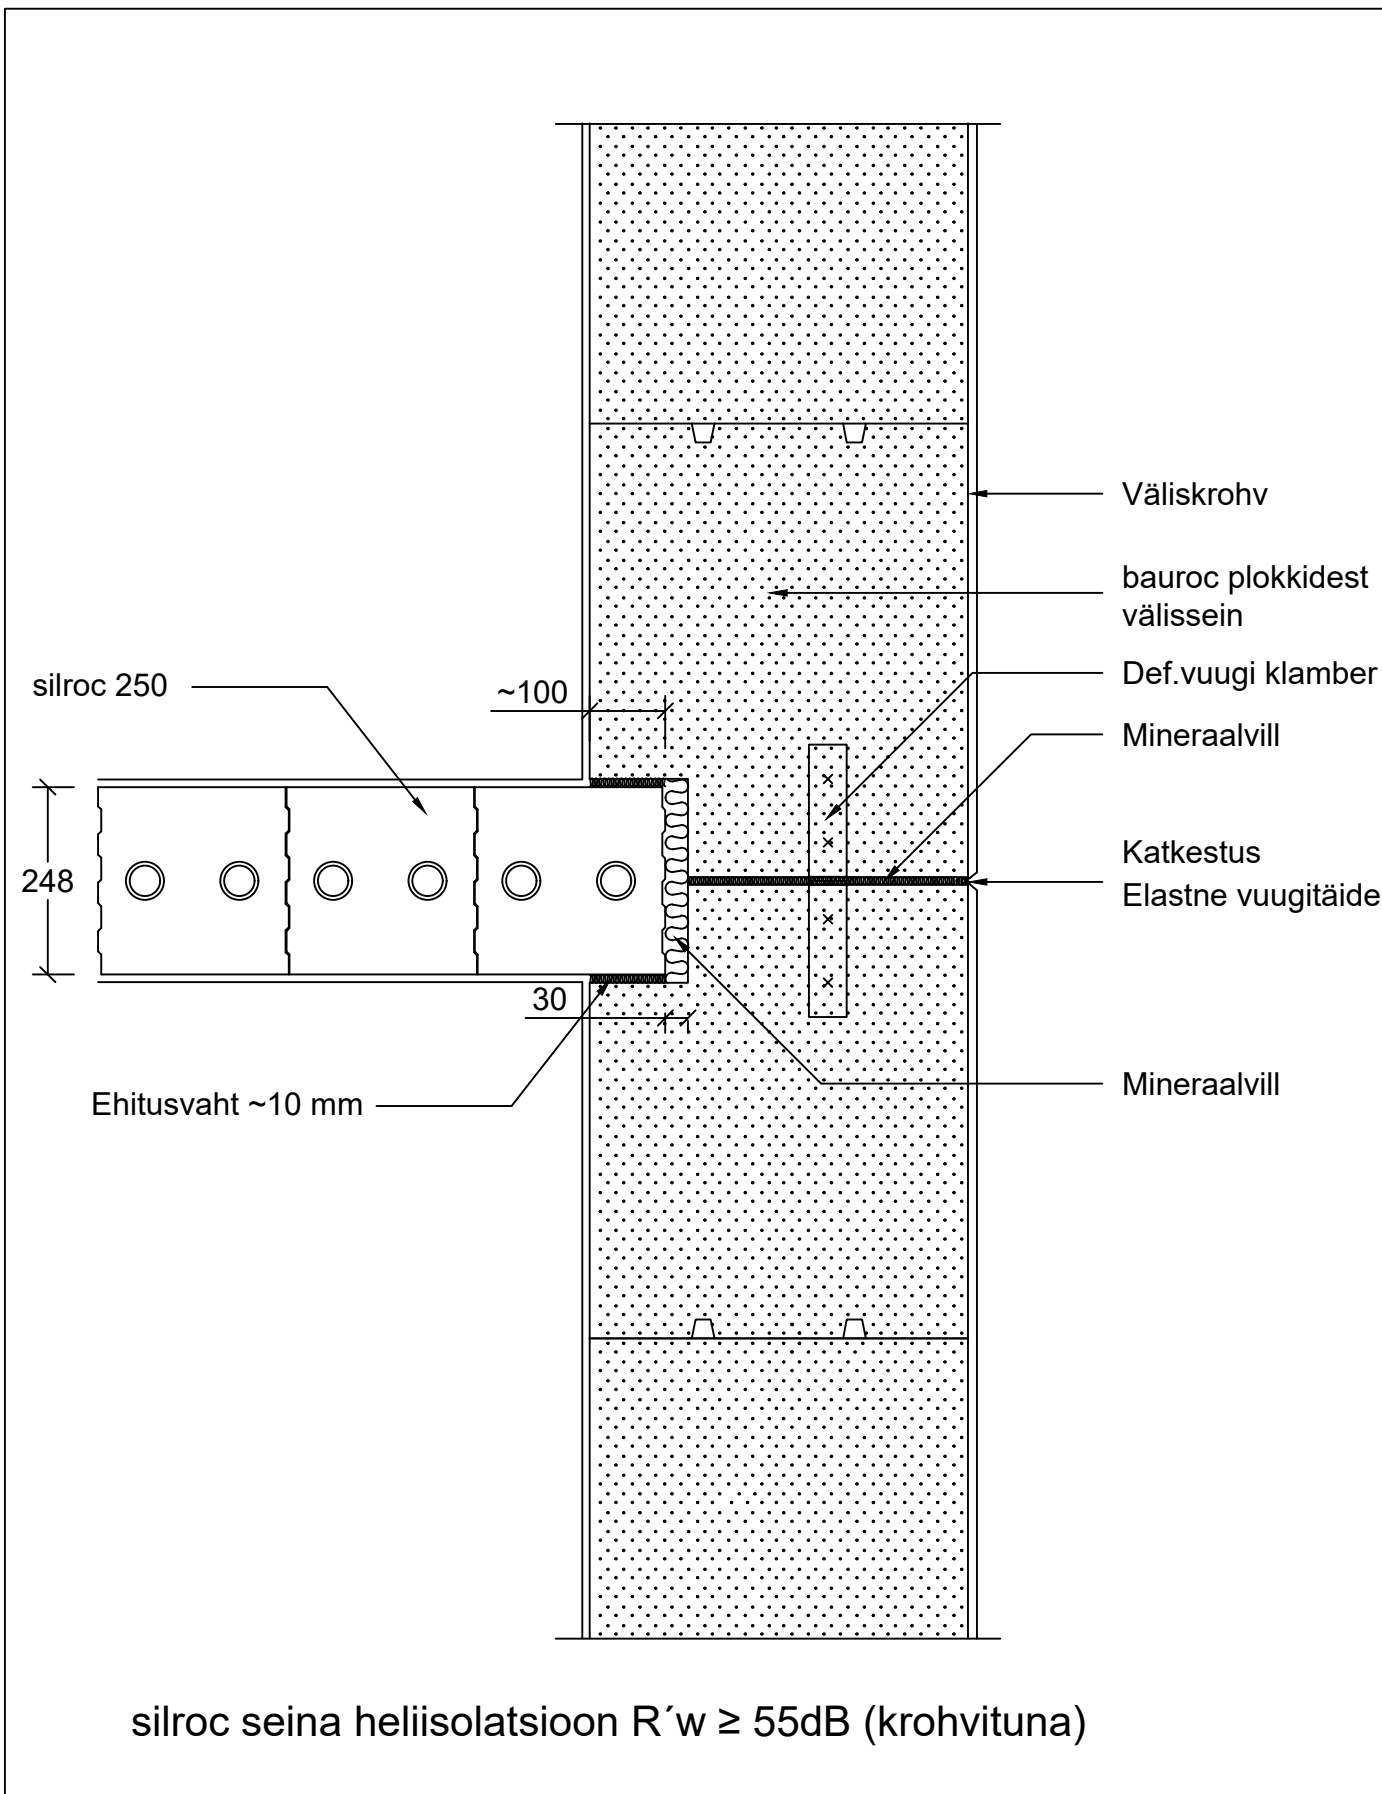 Väliskrohv
bauroc plokkidest
välissein
Def.vuugi klamber
silroc 250
~100
Mineraalvill
Katkestus
248
Elastne vuugitäide
30
Mineraalvill
Ehitusvaht ~10 mm
silroc seina heliisolatsioon R´w ≥ 55dB (krohvituna)